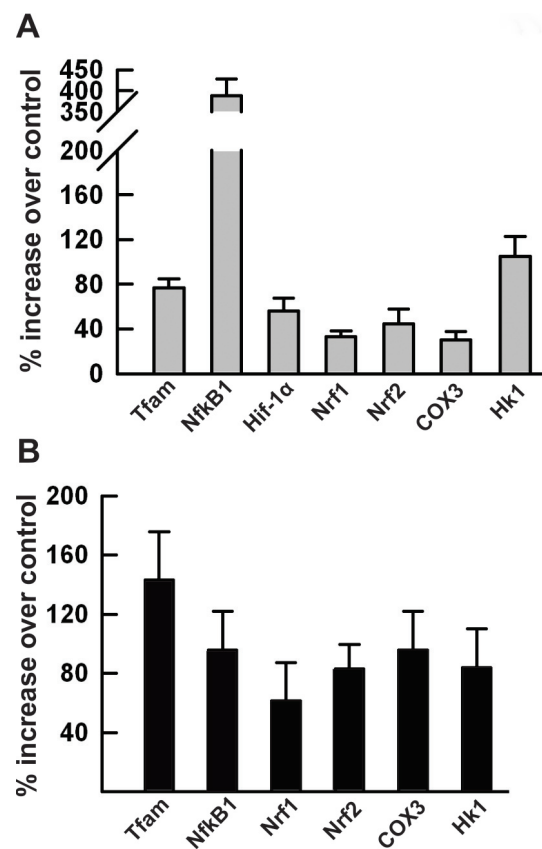 A
% increase over control
450
400
350
200
160
120
80
40
0
Tfam
NfkB1
Hif-1α
Nrf1
Nrf2
COX3
Hk1
B
% increase over control
200
160
120
80
40
Tfam
NfkB1
Nrf1
Nrf2
COX3
Hk1